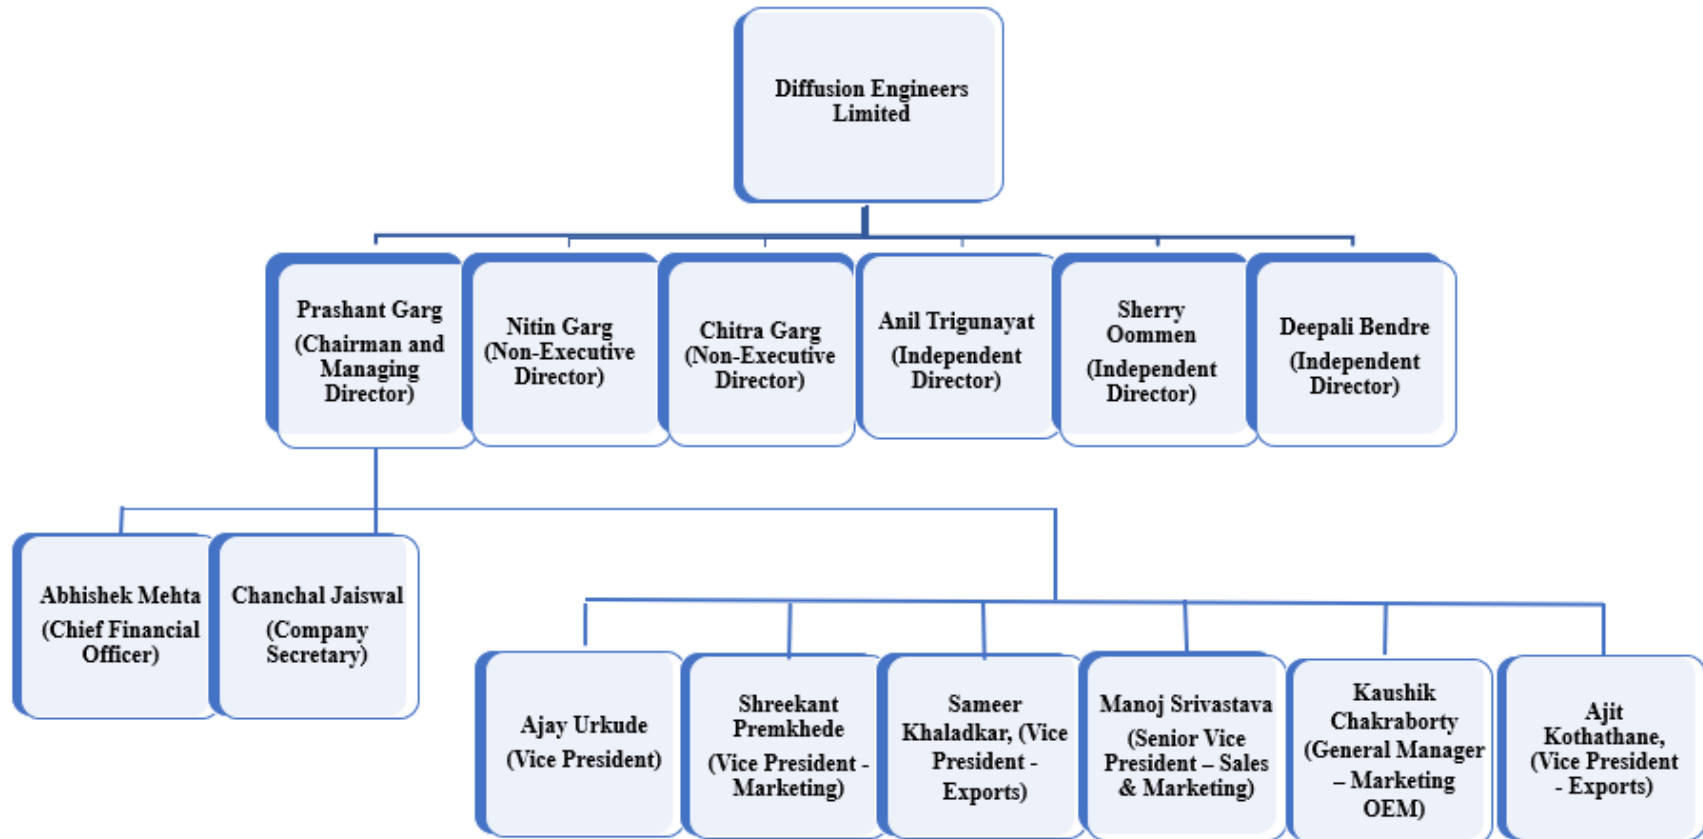 Diffusion Engineers
Limited
Prashant Garg
(Chairman and
Managing
Director)
Nitin Garg
(Non-Executive
Director)
Chitra Garg
(Non-Executive
Director)
Anil Trigunayat
(Independent
Director)
Sherry
Oommen
(Independent
Director)
Deepali Bendre
(Independent
Director)
Abhishek Mehta
(Chief Financial
Officer)
Chanchal Jaiswal
(Company
Secretary)
Ajay Urkude
(Vice President)
Shreekant
Premkhede
(Vice President -
Marketing)
Sameer
Khaladkar, (Vice
President -
Exports)
Manoj Srivastava
(Senior Vice
President – Sales
& Marketing)
Kaushik
Chakraborty
(General Manager
– Marketing
OEM)
Ajit
Kothathane,
(Vice President
- Exports)